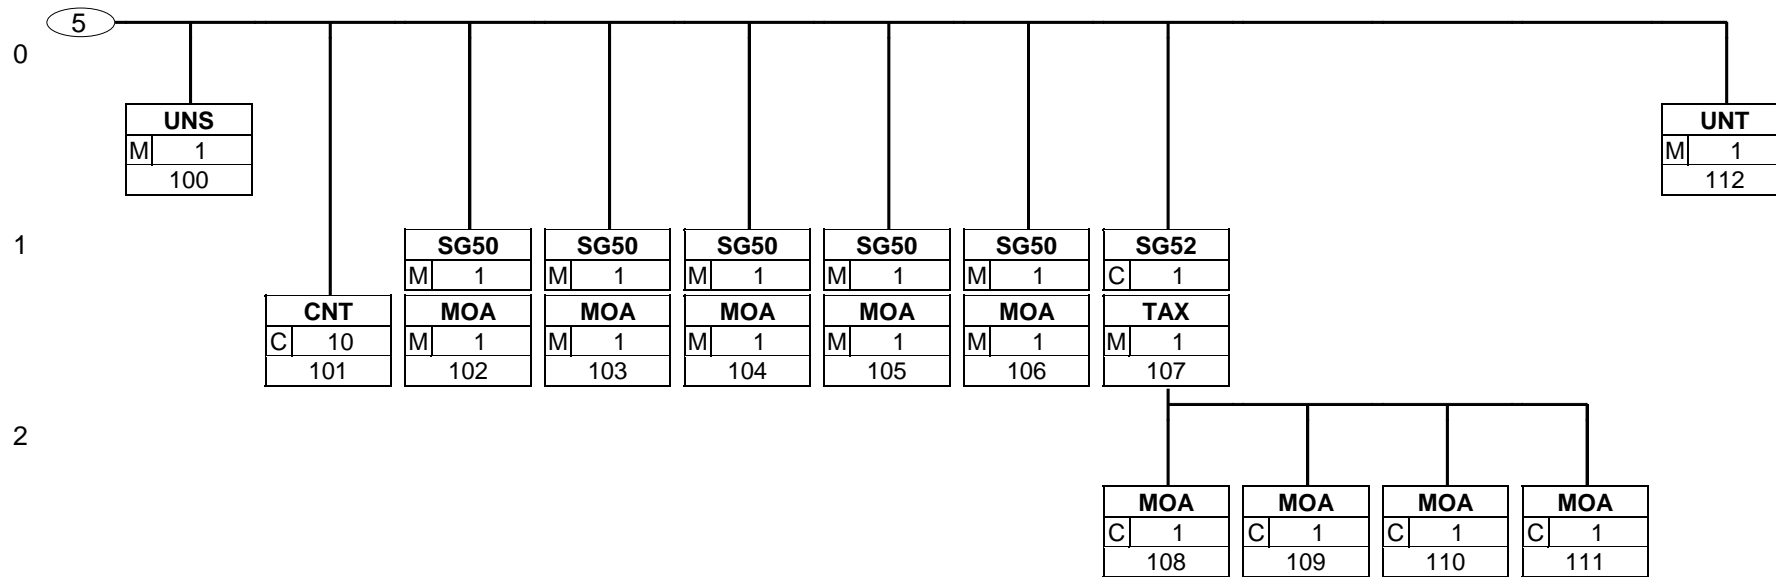 5
0
UNS UNT
M 1 M 1
100 112
1
SG50 SG50 SG50 SG50 SG50 SG52
M 1 M 1 M 1 M 1 M 1 C 1
CNT MOA MOA MOA MOA MOA TAX
C 10 M 1 M 1 M 1 M 1 M 1 M 1
101 102 103 104 105 106 107
2
MOA MOA MOA MOA
C 1 C 1 C 1 C 1
108 109 110 111